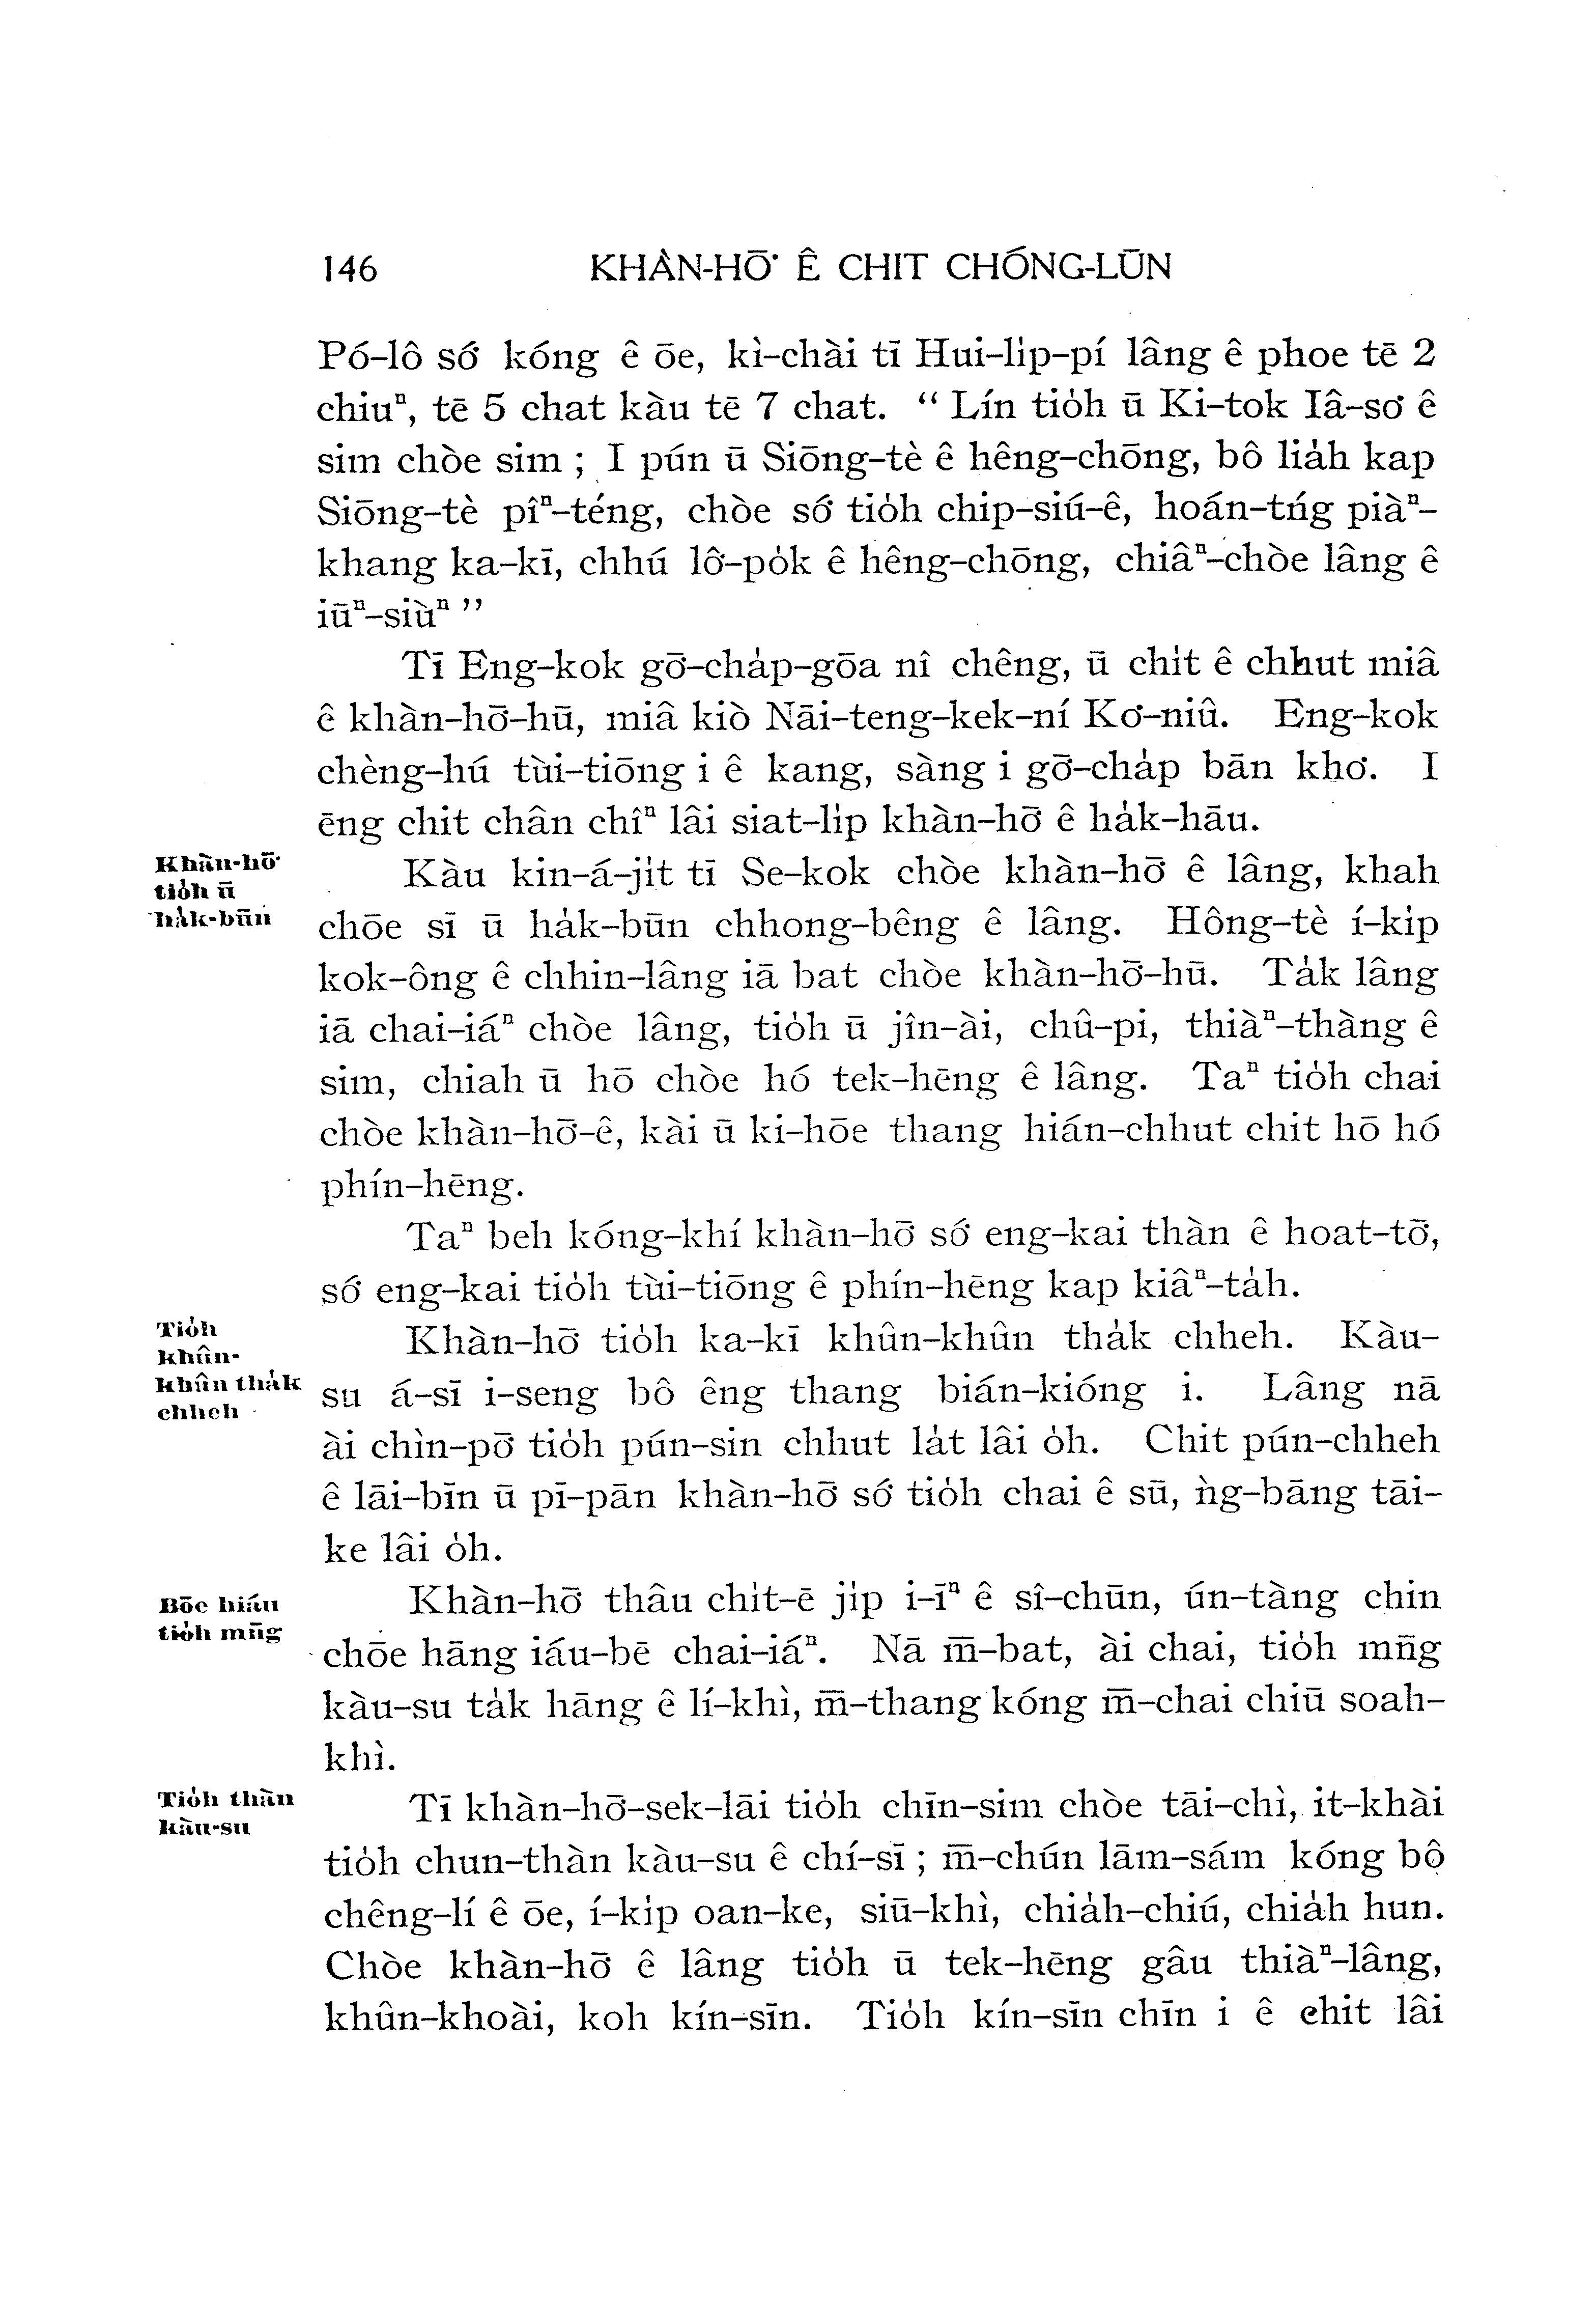 146 KHÀN-HŌ͘ Ê CHIT CHÓNG-LŪN
Pó-lô só͘ kóng ê ōe, kì-chài tī Hui-li̍p-pí lâng ê phoe tē 2
chiuⁿ, tē 5 chat kàu tē 7 chat. “ Lín tio̍h ū Ki-tok Iâ-so͘ ê
sim chòe sim ; I pún ū Siōng-tè ê hêng-chōng, bô lia̍h kap
Siōng-tè pîⁿ-téng, chòe só͘ tio̍h chip-siú-ê, hoán-tńg piàⁿ-
khang ka-kī, chhú lô͘-po̍k ê hêng-chōng, chiâⁿ-chòe lâng ê
iūⁿ-siùⁿ ”
Tī Eng-kok gō͘-cha̍p-gōa nî chêng, ū chi̍t ê chhut miâ
ê khàn-hō͘-hū, miâ kiò Nāi-teng-kek-ní Ko͘-niû. Eng-kok
chèng-hú tùi-tiōng i ê kang, sàng i gō͘-cha̍p bān kho͘. I
ēng chit chân chîⁿ lâi siat-li̍p khàn-hō͘ ê ha̍k-hāu.
Khàn-hō͘
tio̍h ū
ha̍k-būn
Kàu kin-á-ji̍t tī Se-kok chòe khàn-hō͘ ê lâng, khah
chōe sī ū ha̍k-būn chhong-bêng ê lâng. Hông-tè í-ki̍p
kok-ông ê chhin-lâng iā bat chòe khàn-hō͘-hū. Ta̍k lâng
iā chai-iáⁿ chòe lâng, tio̍h ū jîn-ài, chû-pi, thiàⁿ-thàng ê
sim, chiah ū hō chòe hó tek-hēng ê lâng. Taⁿ tio̍h chai
chòe khàn-hō͘-ê, kài ū ki-hōe thang hián-chhut chit hō hó
phín-hēng.
Taⁿ beh kóng-khí khàn-hō͘ só͘ eng-kai thàn ê hoat-tō͘,
só͘ eng-kai tio̍h tùi-tiōng ê phín-hēng kap kiâⁿ-ta̍h.
Tio̍h
khûn-
khûn tha̍k
chheh
Khàn-hō͘ tio̍h ka-kī khûn-khûn tha̍k chheh. Kàu-
su á-sī i-seng bô êng thang bián-kióng i. Lâng nā
ài chìn-pō͘ tio̍h pún-sin chhut la̍t lâi o̍h. Chit pún-chheh
ê lāi-bīn ū pī-pān khàn-hō͘ só͘ tio̍h chai ê sū, ǹg-bāng tāi-
ke lâi o̍h.
Bōe hiáu
tio̍h mn̄g
Khàn-hō͘ thâu chi̍t-ē ji̍p i-īⁿ ê sî-chūn, ún-tàng chin
chōe hāng iáu-bē chai-iáⁿ. Nā m̄-bat, ài chai, tio̍h mn̄g
kàu-su ta̍k hāng ê lí-khì, m̄-thang kóng m̄-chai chiū soah-
khì.
Tio̍h thàn
kàu-su
Tī khàn-hō͘-sek-lāi tio̍h chīn-sim chòe tāi-chì, it-khài
tio̍h chun-thàn kàu-su ê chí-sī ; m̄-chún lām-sám kóng bô
chêng-lí ê ōe, í-ki̍p oan-ke, siū-khì, chia̍h-chiú, chia̍h hun.
Chòe khàn-hō͘ ê lâng tio̍h ū tek-hēng gâu thiàⁿ-lâng,
khûn-khoài, koh kín-sīn. Tio̍h kín-sīn chīn i ê chit lâi